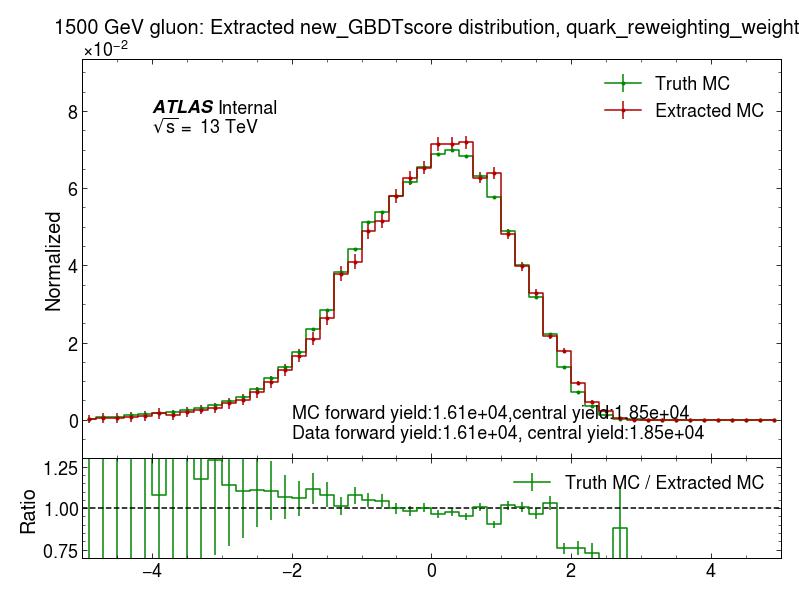 1500 GeV gluon: Extracted new_GBDTscore distribution, quark_reweighting_weight
×10⁻²
ATLAS Internal
√s = 13 TeV
Truth MC
Extracted MC
Normalized
8
6
4
2
0
MC forward yield:1.61e+04,central yield:1.85e+04
Data forward yield:1.61e+04, central yield:1.85e+04
Truth MC / Extracted MC
Ratio
1.25
1.00
0.75
−4 −2 0 2 4